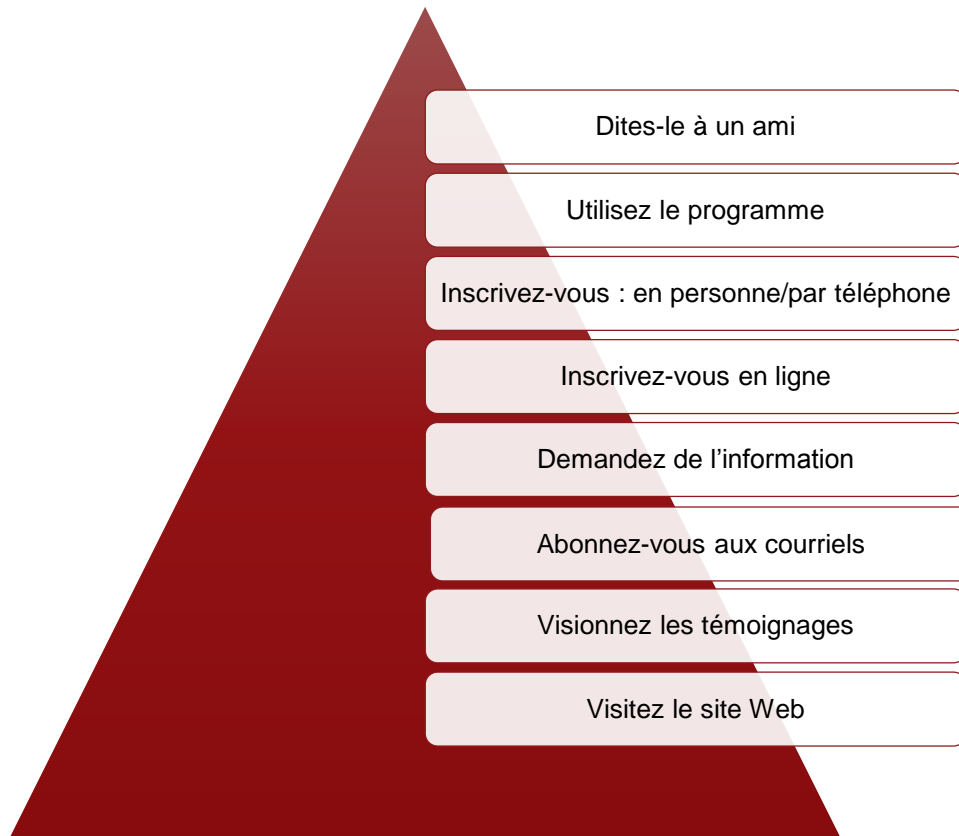 Dites-le à un ami
Utilisez le programme
Inscrivez-vous : en personne/par téléphone
Inscrivez-vous en ligne
Demandez de l’information
Abonnez-vous aux courriels
Visionnez les témoignages
Visitez le site Web